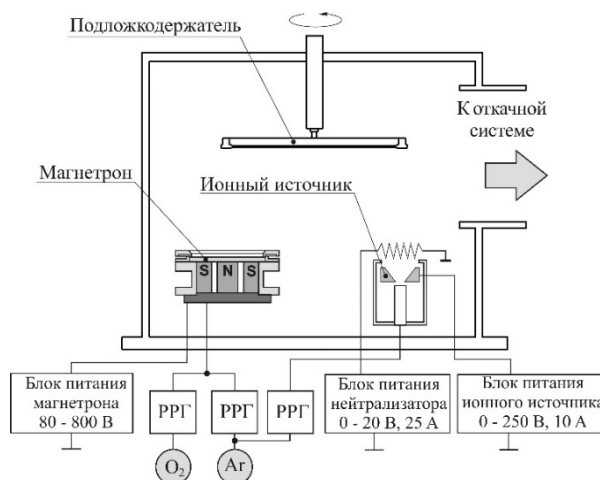 Подложкодержатель
К откачной
системе
Магнетрон
Ионный источник
S N S
Блок питания
магнетрона
80 - 800 В
РРГ
РРГ
РРГ
Блок питания
нейтрализатора
0 - 20 В, 25 А
Блок питания
ионного источника
0 - 250 В, 10 А
O₂
Ar